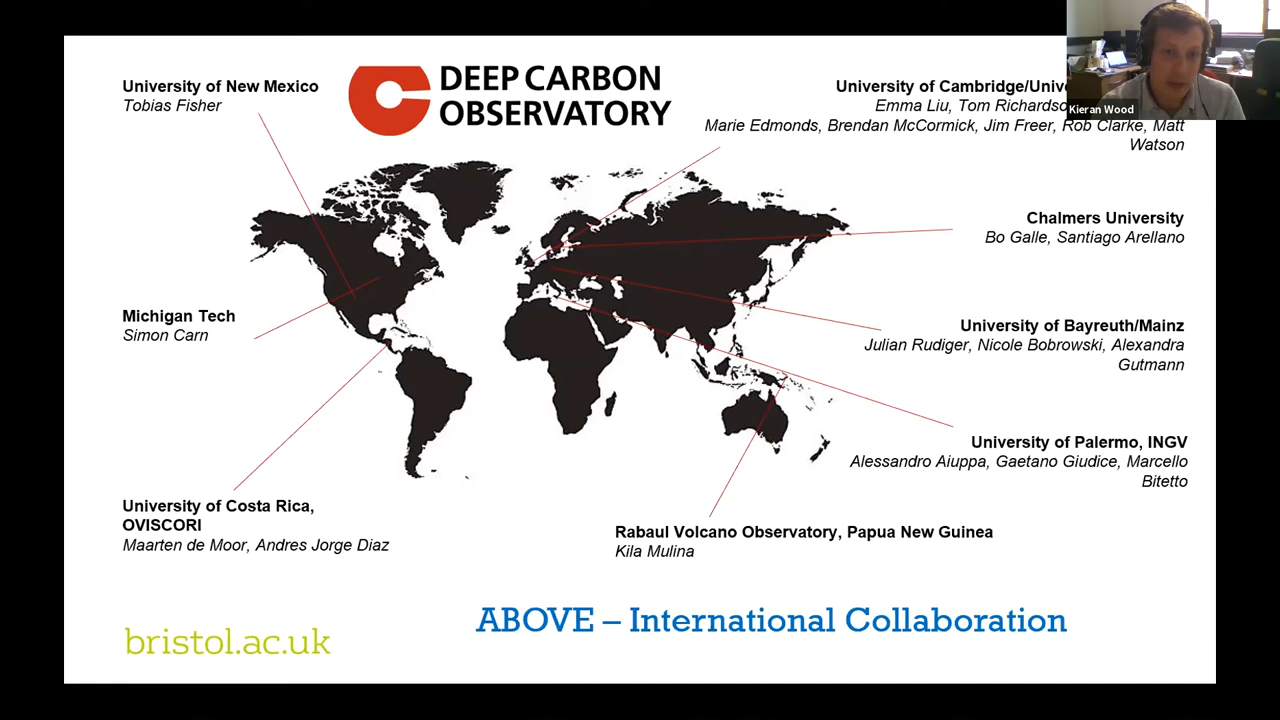 University of New Mexico
Tobias Fisher
DEEP CARBON
OBSERVATORY
University of Cambridge/
Emma Liu, Tom
Marie Edmonds, Brendan McCormick, Jim Freer, Rob Clarke, Matt
Watson
Kieran Wood
Chalmers University
Bo Galle, Santiago Arellano
Michigan Tech
Simon Carn
University of Bayreuth/Mainz
Julian Rudiger, Nicole Bobrowski, Alexandra
Gutmann
University of Palermo, INGV
Alessandro Aiuppa, Gaetano Giudice, Marcello
Bitetto
University of Costa Rica,
OVISCORI
Maarten de Moor, Andres Jorge Diaz
Rabaul Volcano Observatory, Papua New Guinea
Kila Mulina
ABOVE – International Collaboration
bristol.ac.uk